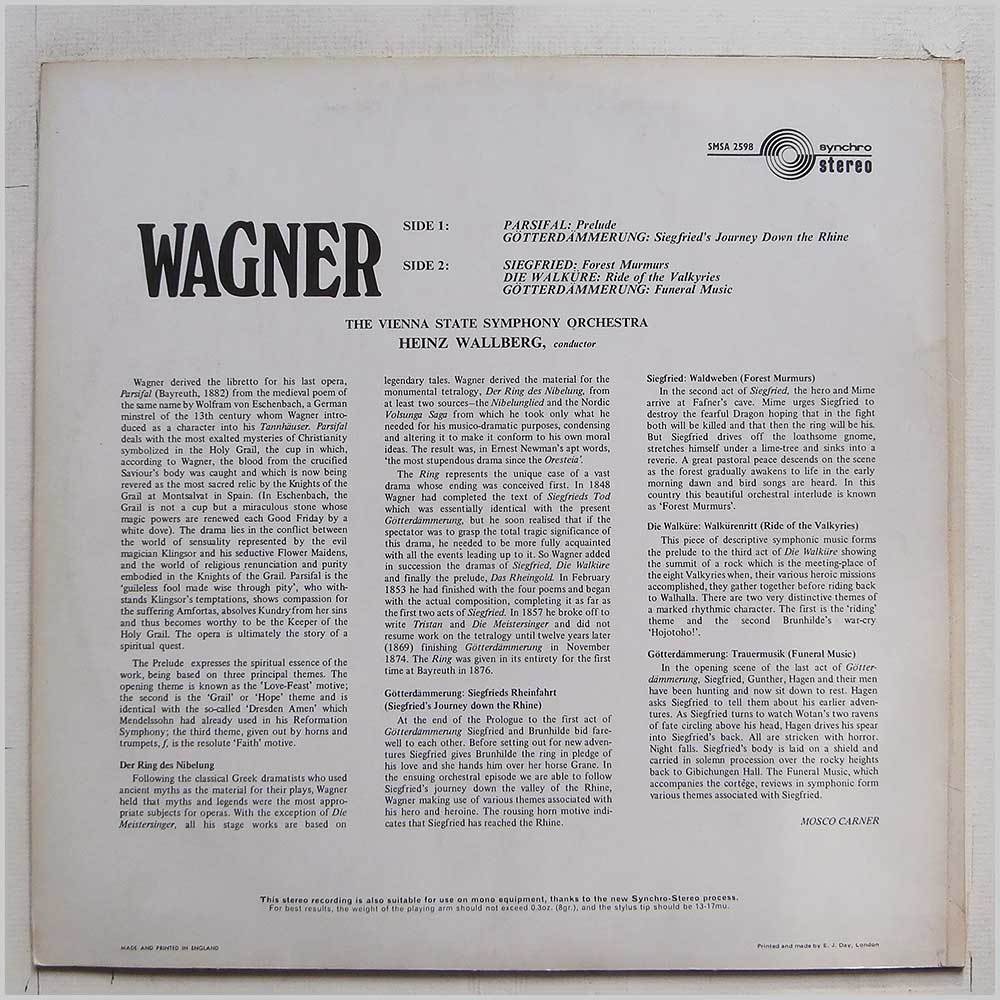 SMSA 2598 synchro
stereo
WAGNER
SIDE 1: PARSIFAL: Prelude
GÖTTERDÄMMERUNG: Siegfried's Journey Down the Rhine
SIDE 2: SIEGFRIED: Forest Murmurs
DIE WALKÜRE: Ride of the Valkyries
GÖTTERDÄMMERUNG: Funeral Music
THE VIENNA STATE SYMPHONY ORCHESTRA
HEINZ WALLBERG, conductor
Wagner derived the libretto for his last opera,
Parsifal (Bayreuth, 1882) from the medieval poem of
the same name by Wolfram von Eschenbach, a German
minstrel of the 13th century whom Wagner intro-
duced as a character into his Tannhäuser. Parsifal
deals with the most exalted mysteries of Christianity
symbolized in the Holy Grail, the cup in which,
according to Wagner, the blood from the crucified
Saviour's body was caught and which is now being
revered as the most sacred relic by the Knights of the
Grail at Montsalvat in Spain. (In Eschenbach, the
Grail is not a cup but a miraculous stone whose
magic powers are renewed each Good Friday by a
white dove). The drama lies in the conflict between
the world of sensuality represented by the evil
magician Klingsor and his seductive Flower Maidens,
and the world of religious renunciation and purity
embodied in the Knights of the Grail. Parsifal is the
'guileless fool made wise through pity', who with-
stands Klingsor's temptations, shows compassion for
the suffering Amfortas, absolves Kundry from her sins
and thus becomes worthy to be the Keeper of the
Holy Grail. The opera is ultimately the story of a
spiritual quest.
The Prelude expresses the spiritual essence of the
work, being based on three principal themes. The
opening theme is known as the 'Love-Feast' motive;
the second is the 'Grail' or 'Hope' theme and is
identical with the so-called 'Dresden Amen' which
Mendelssohn had already used in his Reformation
Symphony; the third theme, given out by horns and
trumpets, f, is the resolute 'Faith' motive.
Der Ring des Nibelung
Following the classical Greek dramatists who used
ancient myths as the material for their plays, Wagner
held that myths and legends were the most appro-
priate subjects for operas. With the exception of Die
Meistersinger, all his stage works are based on
legendary tales. Wagner derived the material for the
monumental tetralogy, Der Ring des Nibelung, from
at least two sources–the Nibelunglied and the Nordic
Volsunga Saga from which he took only what he
needed for his musico-dramatic purposes, condensing
and altering it to make it conform to his own moral
ideas. The result was, in Ernest Newman's apt words,
'the most stupendous drama since the Oresteia'.
The Ring represents the unique case of a vast
drama whose ending was conceived first. In 1848
Wagner had completed the text of Siegfrieds Tod
which was essentially identical with the present
Götterdämmerung, but he soon realised that if the
spectator was to grasp the total tragic significance of
this drama, he needed to be more fully acquainted
with all the events leading up to it. So Wagner added
in succession the dramas of Siegfried, Die Walküre
and finally the prelude, Das Rheingold. In February
1853 he had finished with the four poems and began
with the actual composition, completing it as far as
the first two acts of Siegfried. In 1857 he broke off to
write Tristan and Die Meistersinger and did not
resume work on the tetralogy until twelve years later
(1869) finishing Götterdämmerung in November
1874. The Ring was given in its entirety for the first
time at Bayreuth in 1876.
Götterdämmerung: Siegfrieds Rheinfahrt
(Siegfried's Journey down the Rhine)
At the end of the Prologue to the first act of
Götterdämmerung Siegfried and Brunhilde bid fare-
well to each other. Before setting out for new adven-
tures Siegfried gives Brunhilde the ring in pledge of
his love and she hands him over her horse Grane. In
the ensuing orchestral episode we are able to follow
Siegfried's journey down the valley of the Rhine,
Wagner making use of various themes associated with
his hero and heroine. The rousing horn motive indi-
cates that Siegfried has reached the Rhine.
Siegfried: Waldweben (Forest Murmurs)
In the second act of Siegfried, the hero and Mime
arrive at Fafner's cave. Mime urges Siegfried to
destroy the fearful Dragon hoping that in the fight
both will be killed and that then the ring will be his.
But Siegfried drives off the loathsome gnome,
stretches himself under a lime-tree and sinks into a
reverie. A great pastoral peace descends on the scene
as the forest gradually awakens to life in the early
morning dawn and bird songs are heard. In this
country this beautiful orchestral interlude is known
as 'Forest Murmurs'.
Die Walküre: Walkürenritt (Ride of the Valkyries)
This piece of descriptive symphonic music forms
the prelude to the third act of Die Walküre showing
the summit of a rock which is the meeting-place of
the eight Valkyries when, their various heroic missions
accomplished, they gather together before riding back
to Walhalla. There are two very distinctive themes of
a marked rhythmic character. The first is the 'riding'
theme and the second Brunhilde's war-cry
'Hojotoho!'.
Götterdämmerung: Trauermusik (Funeral Music)
In the opening scene of the last act of Götter-
dämmerung, Siegfried, Gunther, Hagen and their men
have been hunting and now sit down to rest. Hagen
asks Siegfried to tell them about his earlier adven-
tures. As Siegfried turns to watch Wotan's two ravens
of fate circling above his head, Hagen drives his spear
into Siegfried's back. All are stricken with horror.
Night falls. Siegfried's body is laid on a shield and
carried in solemn procession over the rocky heights
back to Gibichungen Hall. The Funeral Music, which
accompanies the cortêge, reviews in symphonic form
various themes associated with Siegfried.
MOSCO CARNER
This stereo recording is also suitable for use on mono equipment, thanks to the new Synchro-Stereo process.
For best results, the weight of the playing arm should not exceed 0.3oz. (8gr.), and the stylus tip should be 13-17mu.
MADE AND PRINTED IN ENGLAND
Printed and made by E. J. Day, London